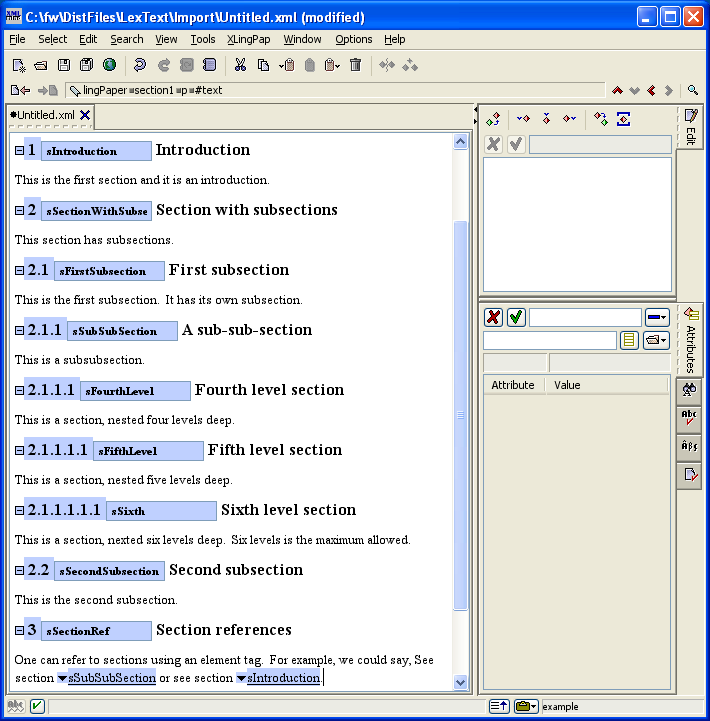 C:\fw\DistFiles\LexText\Import\Untitled.xml (modified)
File Select Edit Search View Tools XLingPap Window Options Help
lingPaper section1 p #text
Untitled.xml
1 sIntroduction Introduction
This is the first section and it is an introduction.
2 sSectionWithSubse Section with subsections
This section has subsections.
2.1 sFirstSubsection First subsection
This is the first subsection. It has its own subsection.
2.1.1 sSubSubSection A sub-sub-section
This is a subsubsection.
2.1.1.1 sFourthLevel Fourth level section
This is a section, nested four levels deep.
2.1.1.1.1 sFifthLevel Fifth level section
This is a section, nested five levels deep.
2.1.1.1.1.1 sSixth Sixth level section
This is a section, nexted six levels deep. Six levels is the maximum allowed.
2.2 sSecondSubsection Second subsection
This is the second subsection.
3 sSectionRef Section references
One can refer to sections using an element tag. For example, we could say, See
section sSubSubSection or see section sIntroduction.
Edit
Attributes
Attribute Value
Abc
example